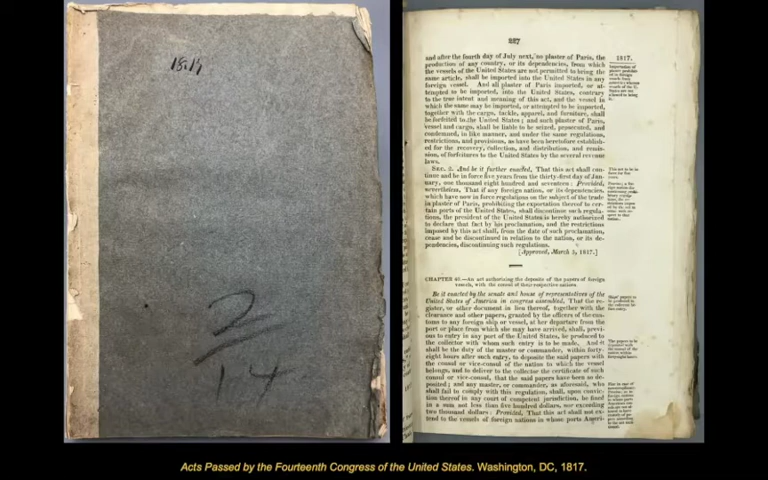 1817
227
and after the fourth day of July next, no plaster of Paris, the
production of any country, or its dependencies, from which
the vessels of the United States are not permitted to bring the
same article, shall be imported into the United States in any
foreign vessel. And all plaster of Paris imported, or at-
tempted to be imported, into the United States, contrary
to the true intent and meaning of this act, and the vessel in
which the same may be imported, or attempted to be imported,
together with the cargo, tackle, apparel, and furniture, shall
be forfeited to the United States; and such plaster of Paris,
vessel and cargo, shall be liable to be seized, prosecuted, and
condemned, in like manner, and under the same regulations,
restrictions, and provisions, as have been heretofore establish-
ed for the recovery, collection, and distribution, and remis-
sion, of forfeitures to the United States by the several revenue
laws.
SEC. 2. And be it further enacted, That this act shall con-
tinue and be in force five years from the thirty-first day of Jan-
uary, one thousand eight hundred and seventeen: Provided,
nevertheless, That if any foreign nation, or its dependencies,
which have now in force regulations on the subject of the trade
in plaster of Paris, prohibiting the exportation thereof to cer-
tain ports of the United States, shall discontinue such regula-
tions, the president of the United States is hereby authorized
to declare that fact by his proclamation, and the restrictions
imposed by this act shall, from the date of such proclamation,
cease and be discontinued in relation to the nation, or its de-
pendencies, discontinuing such regulations.
[Approved, March 3, 1817.]
1817.
CHAPTER 40.—An act authorizing the deposite of the papers of foreign
vessels, with the consul of their respective nations.
Be it enacted by the senate and house of representatives of the
United States of America in congress assembled, That the re-
gister, or other document in lieu thereof, together with the
clearance and other papers, granted by the officers of the cus-
toms to any foreign ship or vessel, at her departure from the
port or place from which she may have arrived, shall, previ-
ous to entry in any port of the United States, be produced to
the collector with whom such entry is to be made. And it
shall be the duty of the master or commander, within forty-
eight hours after such entry, to deposite the said papers with
the consul or vice-consul of the nation to which the vessel
belongs, and to deliver to the collector the certificate of such
consul or vice-consul, that the said papers have been so de-
posited; and any master, or commander, as aforesaid, who
shall fail to comply with this regulation, shall, upon convic-
tion thereof in any court of competent jurisdiction, be fined
in a sum not less than five hundred dollars, nor exceeding
two thousand dollars: Provided, That this act shall not ex-
tend to the vessels of foreign nations in whose ports Ameri-
Acts Passed by the Fourteenth Congress of the United States. Washington, DC, 1817.